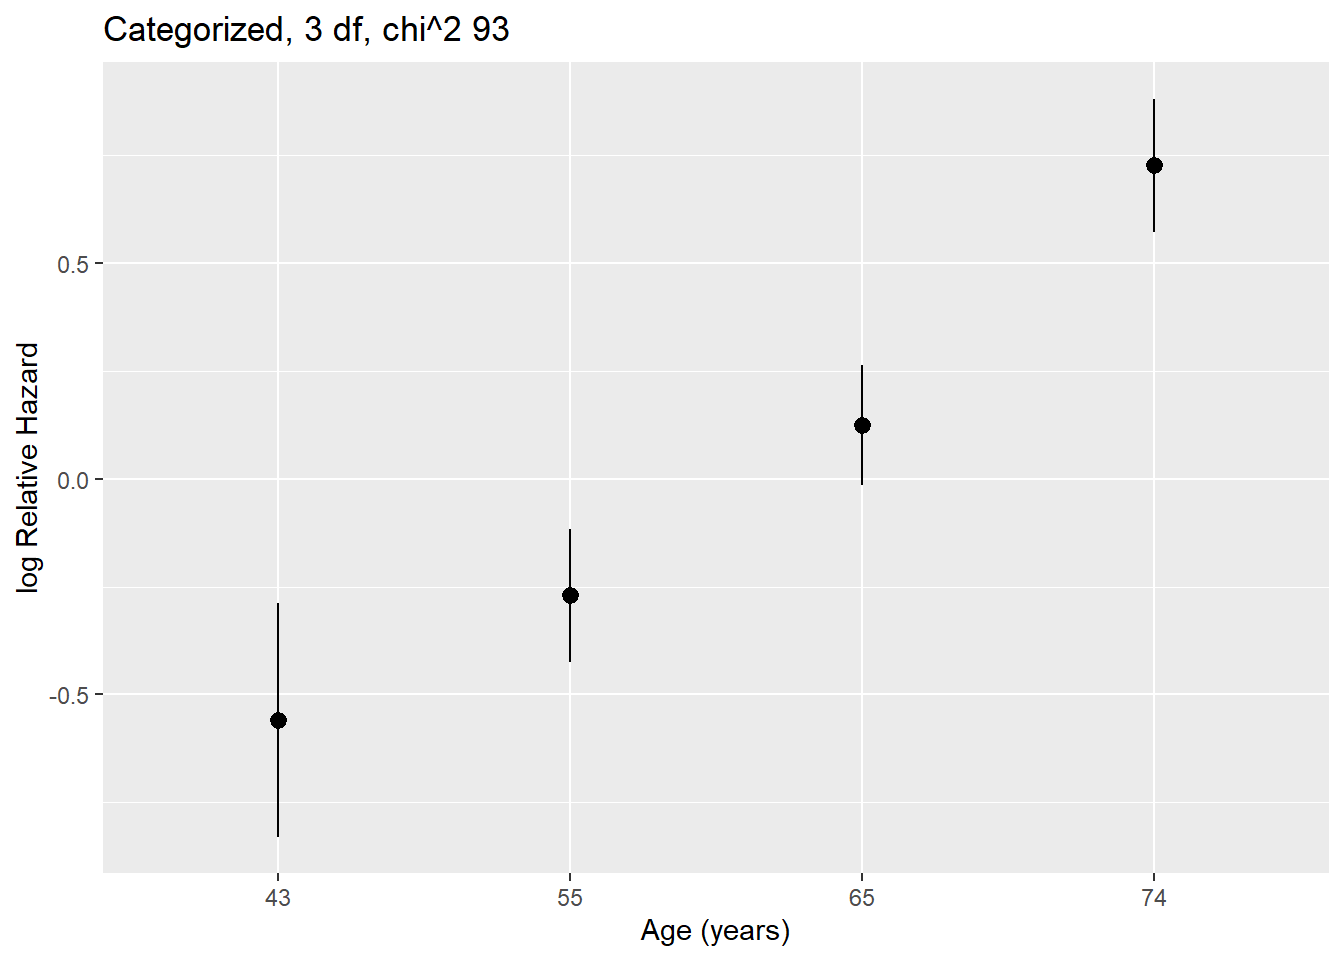 Categorized, 3 df, chi^2 93
log Relative Hazard
0.5
0.0
-0.5
43 55 65 74
Age (years)